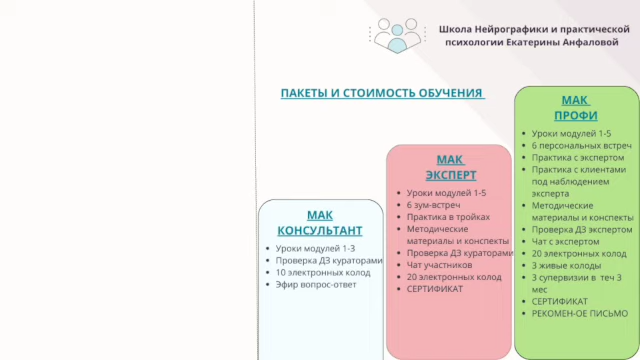 Школа Нейрографики и практической
психологии Екатерины Анфаловой
ПАКЕТЫ И СТОИМОСТЬ ОБУЧЕНИЯ
МАК
КОНСУЛЬТАНТ
Уроки модулей 1-3
Проверка ДЗ кураторами
10 электронных колод
Эфир вопрос-ответ
МАК
ЭКСПЕРТ
Уроки модулей 1-5
6 зум-встреч
Практика в тройках
Методические
материалы и конспекты
Проверка ДЗ кураторами
Чат участников
20 электронных колод
СЕРТИФИКАТ
МАК
ПРОФИ
Уроки модулей 1-5
6 персональных встреч
Практика с экспертом
Практика с клиентами
под наблюдением
эксперта
Методические
материалы и конспекты
Проверка ДЗ экспертом
Чат с экспертом
20 электронных колод
3 живые колоды
3 супервизии в теч 3
мес
СЕРТИФИКАТ
РЕКОМЕН-ОЕ ПИСЬМО